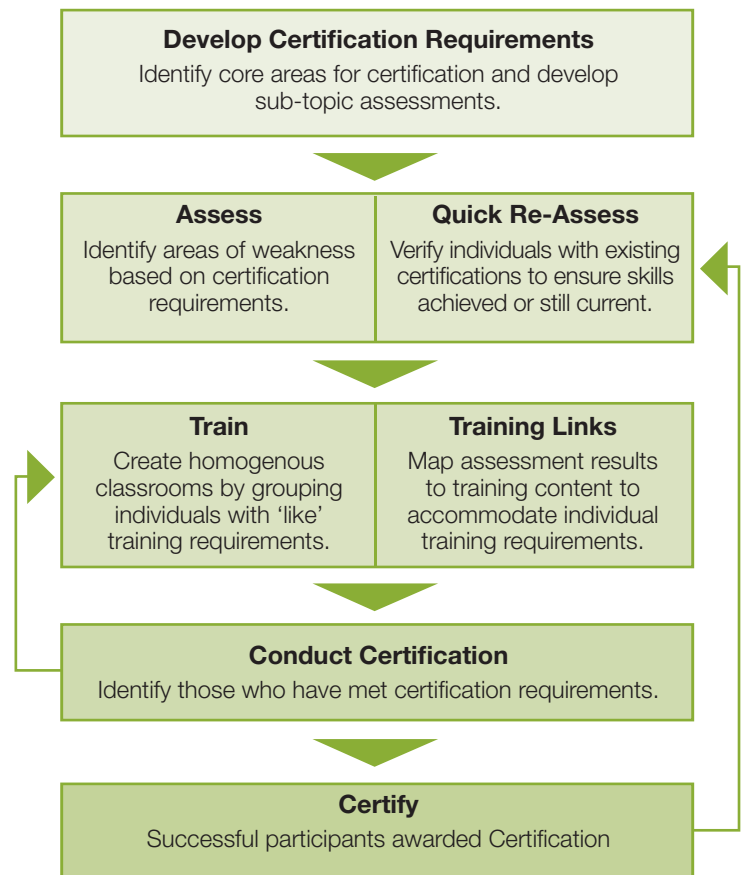 Develop Certification Requirements
Identify core areas for certification and develop
sub-topic assessments.
Assess
Identify areas of weakness
based on certification
requirements.
Quick Re-Assess
Verify individuals with existing
certifications to ensure skills
achieved or still current.
Train
Create homogenous
classrooms by grouping
individuals with ‘like’
training requirements.
Training Links
Map assessment results
to training content to
accommodate individual
training requirements.
Conduct Certification
Identify those who have met certification requirements.
Certify
Successful participants awarded Certification